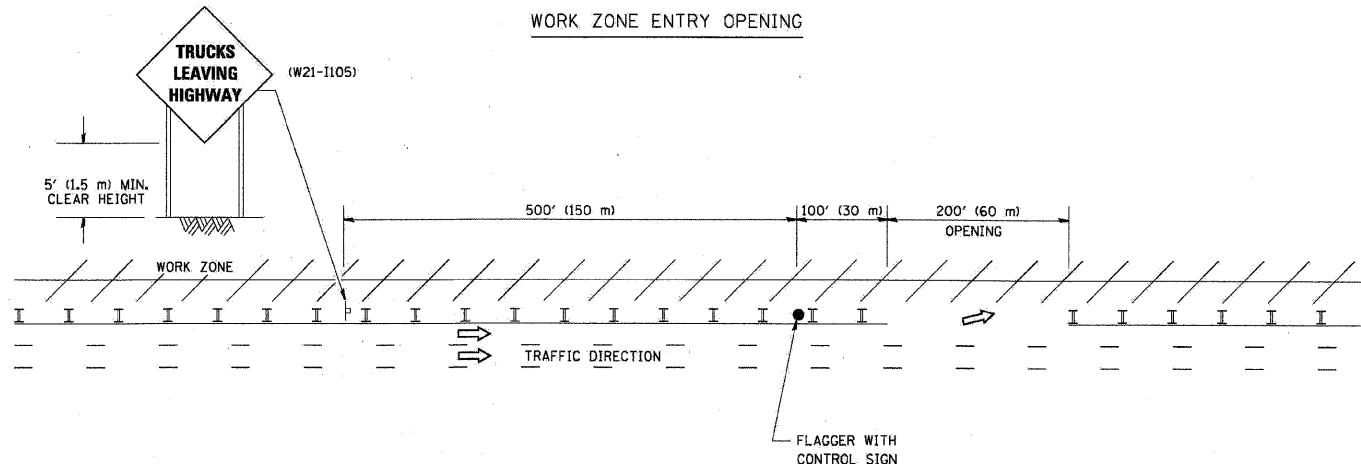 WORK ZONE ENTRY OPENING
TRUCKS
LEAVING
HIGHWAY
(W21-I105)
5' (1.5 m) MIN.
CLEAR HEIGHT
500' (150 m)
100' (30 m)
200' (60 m)
OPENING
WORK ZONE
TRAFFIC DIRECTION
FLAGGER WITH
CONTROL SIGN